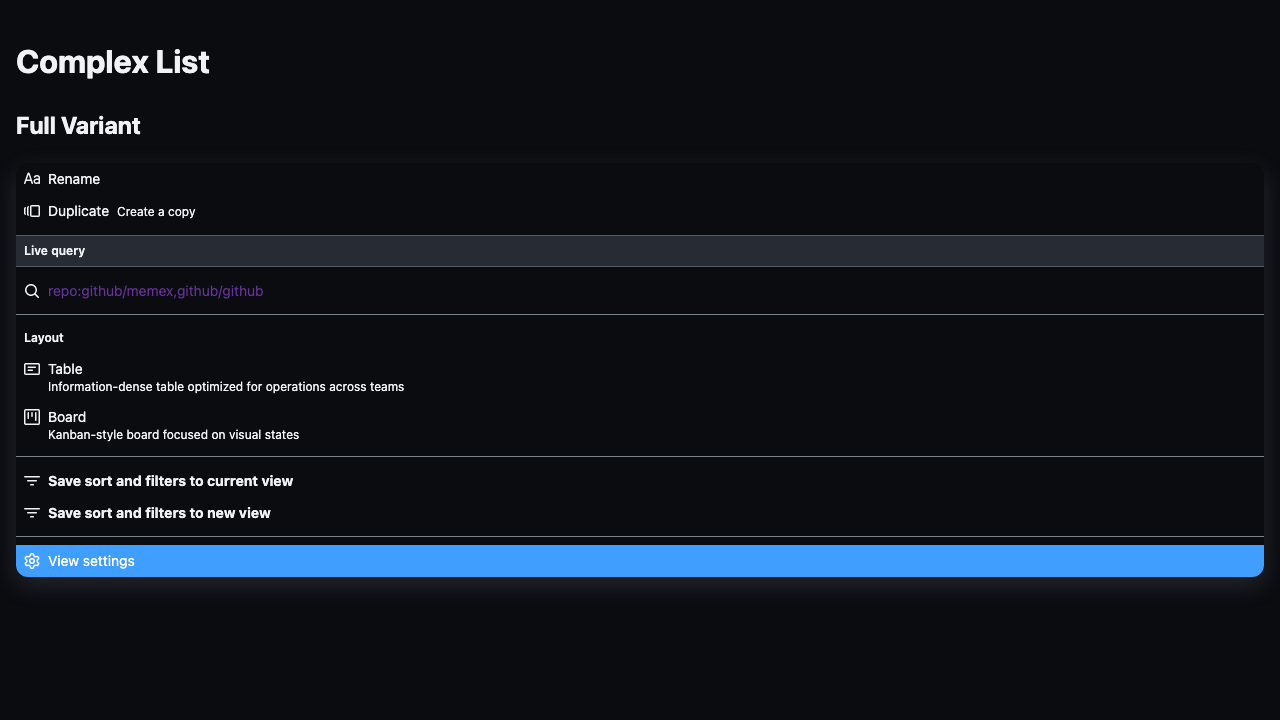 Complex List
Full Variant
Aa Rename
Duplicate Create a copy
Live query
repo:github/memex,github/github
Layout
Table
Information-dense table optimized for operations across teams
Board
Kanban-style board focused on visual states
Save sort and filters to current view
Save sort and filters to new view
View settings